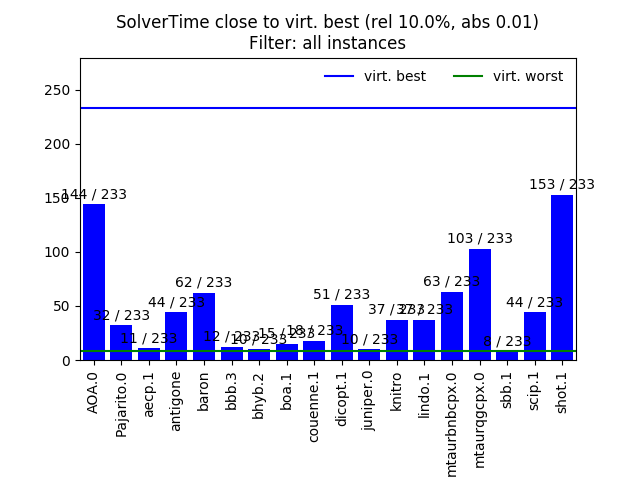 SolverTime close to virt. best (rel 10.0%, abs 0.01)
Filter: all instances
virt. best
virt. worst
250
200
150
100
50
0
144 / 233
32 / 233
11 / 233
44 / 233
62 / 233
12 / 233
10 / 233
15 / 233
18 / 233
51 / 233
10 / 233
37 / 233
37 / 233
63 / 233
103 / 233
8 / 233
44 / 233
153 / 233
AOA.0
Pajarito.0
aecp.1
antigone
baron
bbb.3
bhyb.2
boa.1
couenne.1
dicopt.1
juniper.0
knitro
lindo.1
mtaurbnbcpx.0
mtaurqgcpx.0
sbb.1
scip.1
shot.1